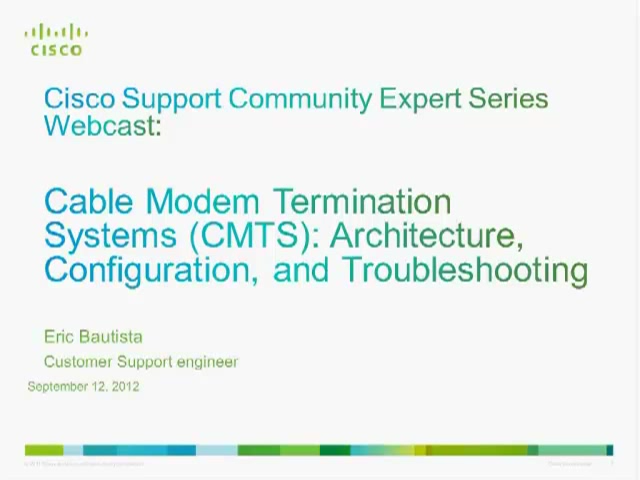 CISCO
Cisco Support Community Expert Series
Webcast:
Cable Modem Termination
Systems (CMTS): Architecture,
Configuration, and Troubleshooting
Eric Bautista
Customer Support engineer
September 12, 2012